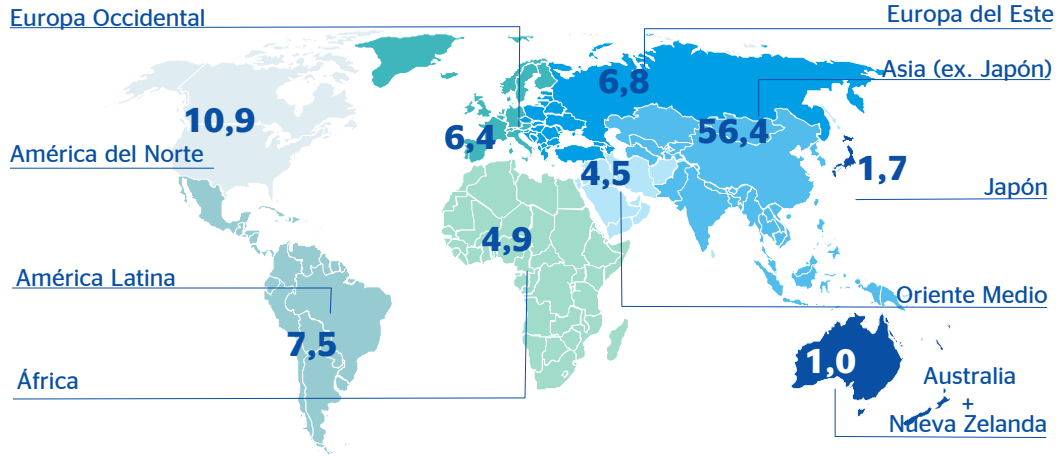 Europa Occidental
Europa del Este
6,8
Asia (ex. Japón)
10,9
6,4
56,4
América del Norte
4,5
1,7
Japón
4,9
América Latina
Oriente Medio
7,5
1,0
África
Australia
+
Nueva Zelanda